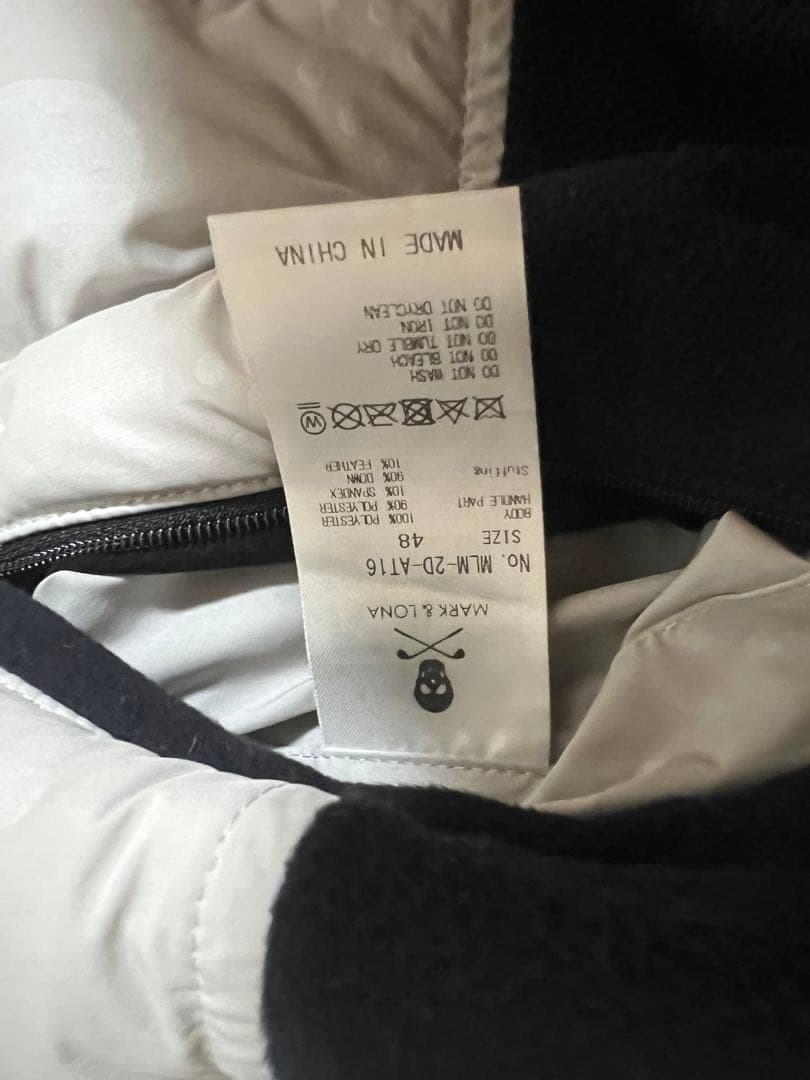 MARK & LONA
No. MLM-2D-AT16
SIZE 48
BODY 100% POLYESTER
HANDLE PART 90% POLYESTER
10% SPANDEX
Stuffing 90% DOWN
10% FEATHER
W
DO NOT WASH
DO NOT BLEACH
DO NOT TUMBLE DRY
DO NOT IRON
DO NOT DRYCLEAN
MADE IN CHINA